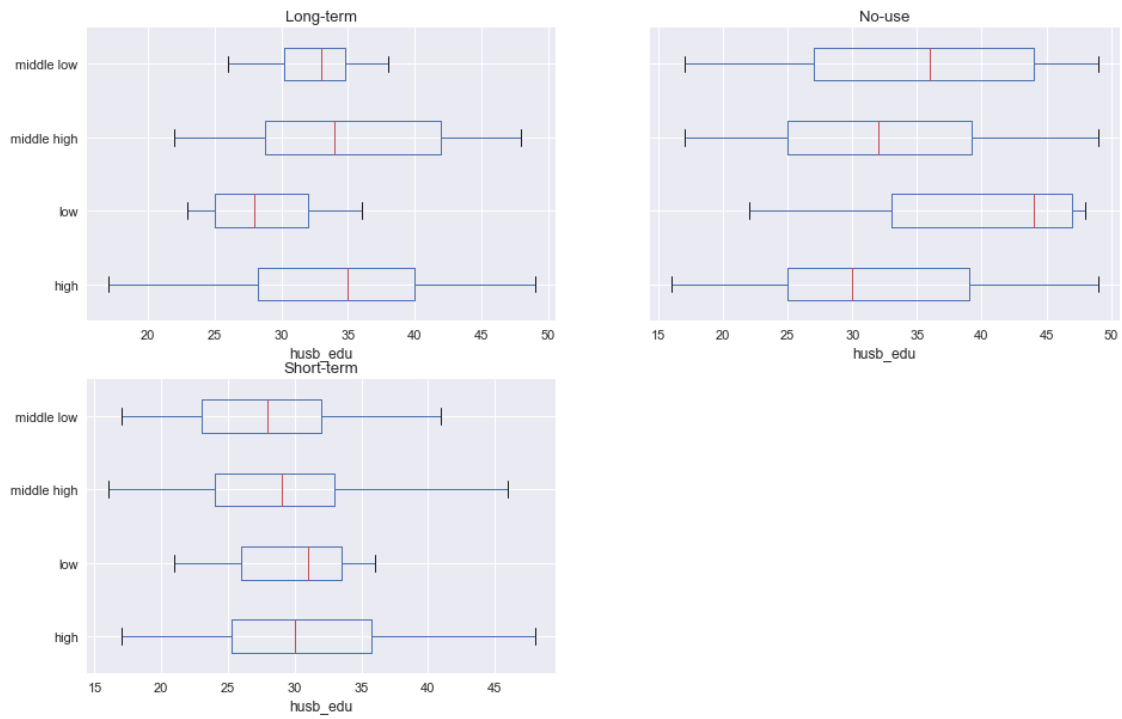 Long-term
middle low
middle high
low
high
20 25 30 35 40 45 50
husb_edu
No-use
15 20 25 30 35 40 45 50
husb_edu
Short-term
middle low
middle high
low
high
15 20 25 30 35 40 45
husb_edu